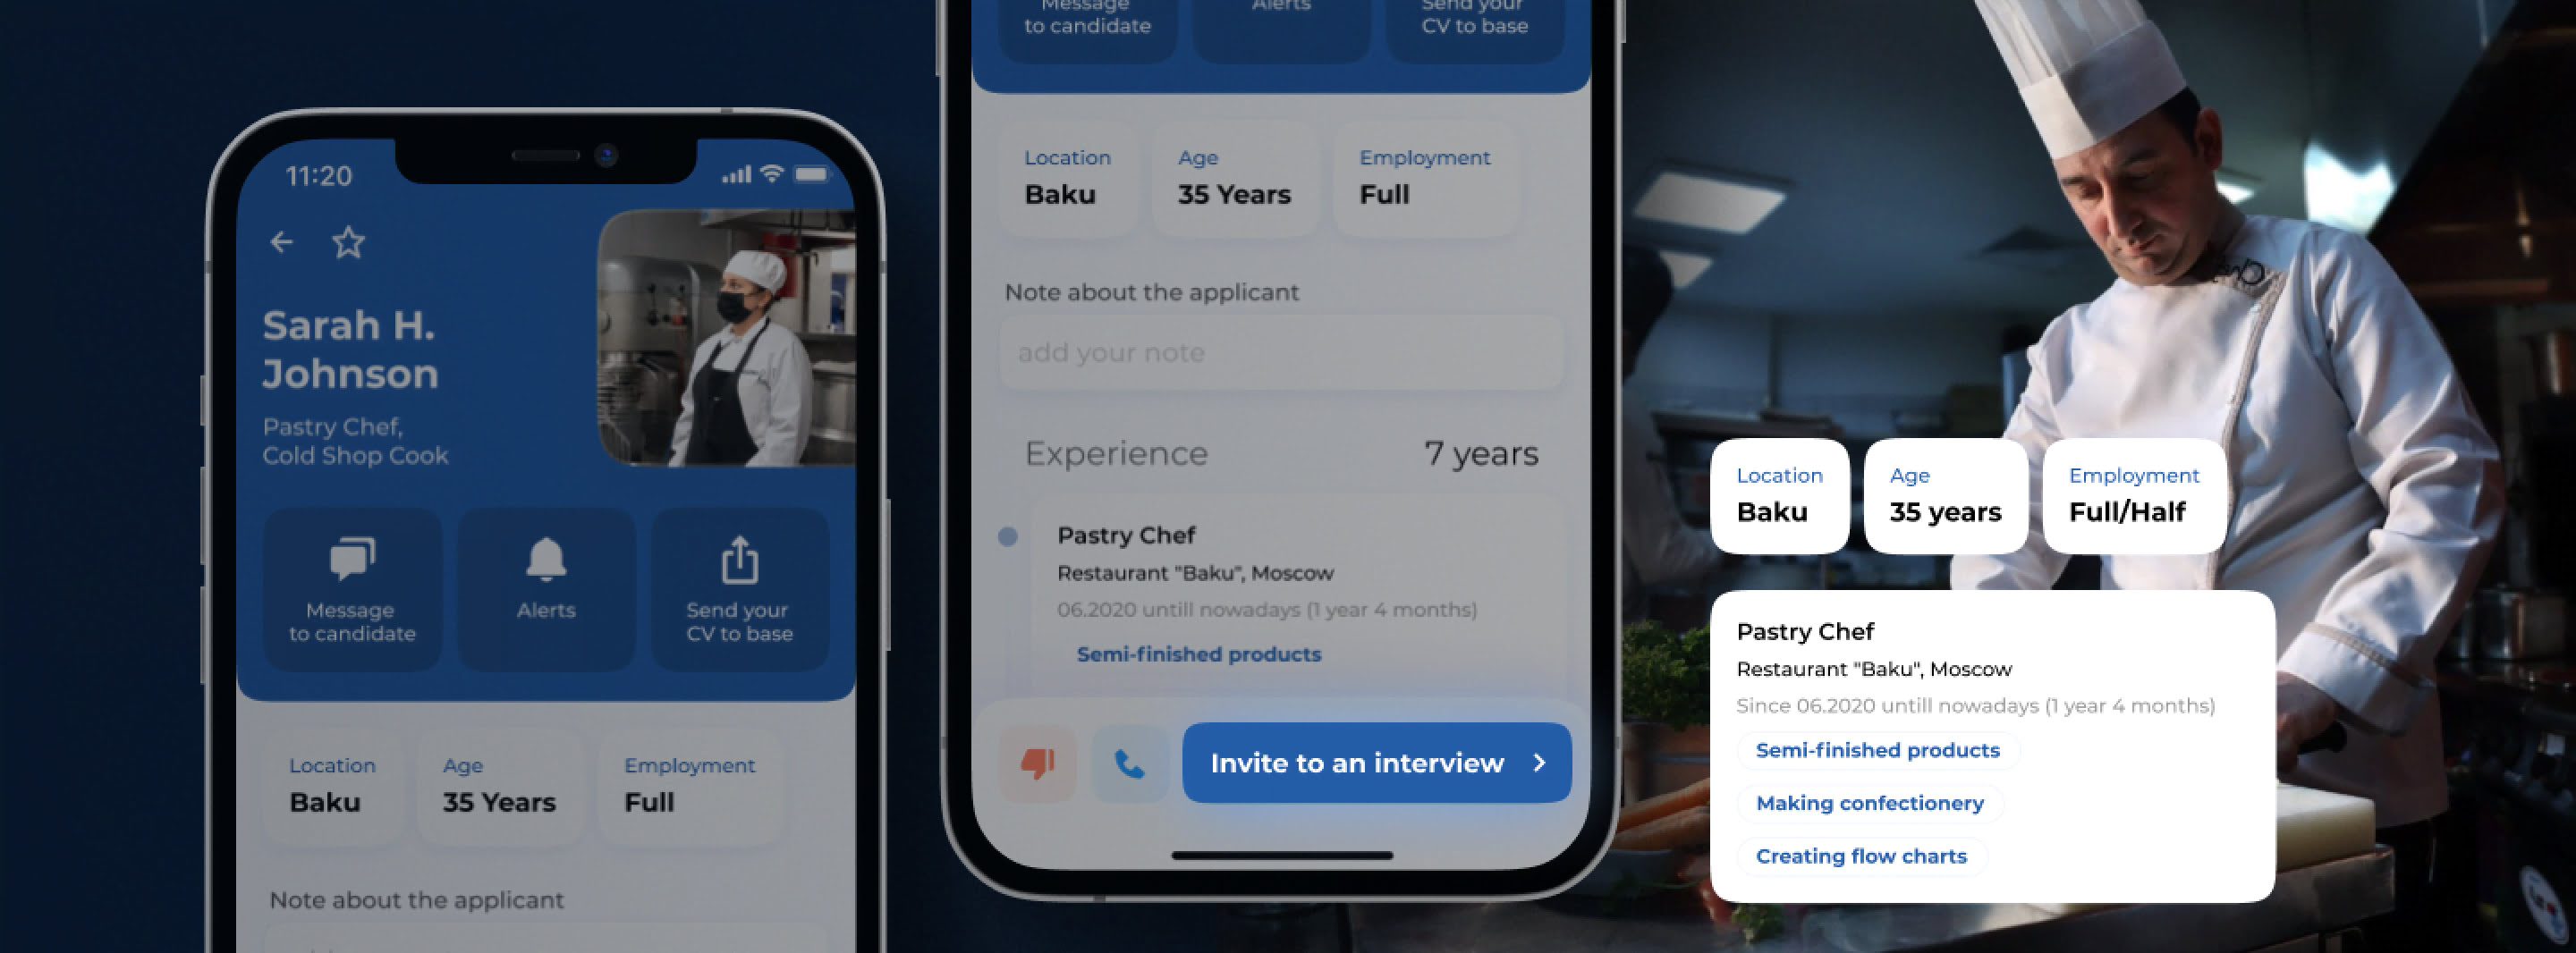 11:20
Sarah H.
Johnson
Pastry Chef,
Cold Shop Cook
Message
to candidate
Alerts
Send your
CV to base
Location
Baku
Age
35 Years
Employment
Full
Note about the applicant
Message
to candidate
Alerts
Send your
CV to base
Location
Baku
Age
35 Years
Employment
Full
Note about the applicant
add your note
Experience
7 years
Pastry Chef
Restaurant "Baku", Moscow
06.2020 untill nowadays (1 year 4 months)
Semi-finished products
Invite to an interview
Location
Baku
Age
35 years
Employment
Full/Half
Pastry Chef
Restaurant "Baku", Moscow
Since 06.2020 untill nowadays (1 year 4 months)
Semi-finished products
Making confectionery
Creating flow charts